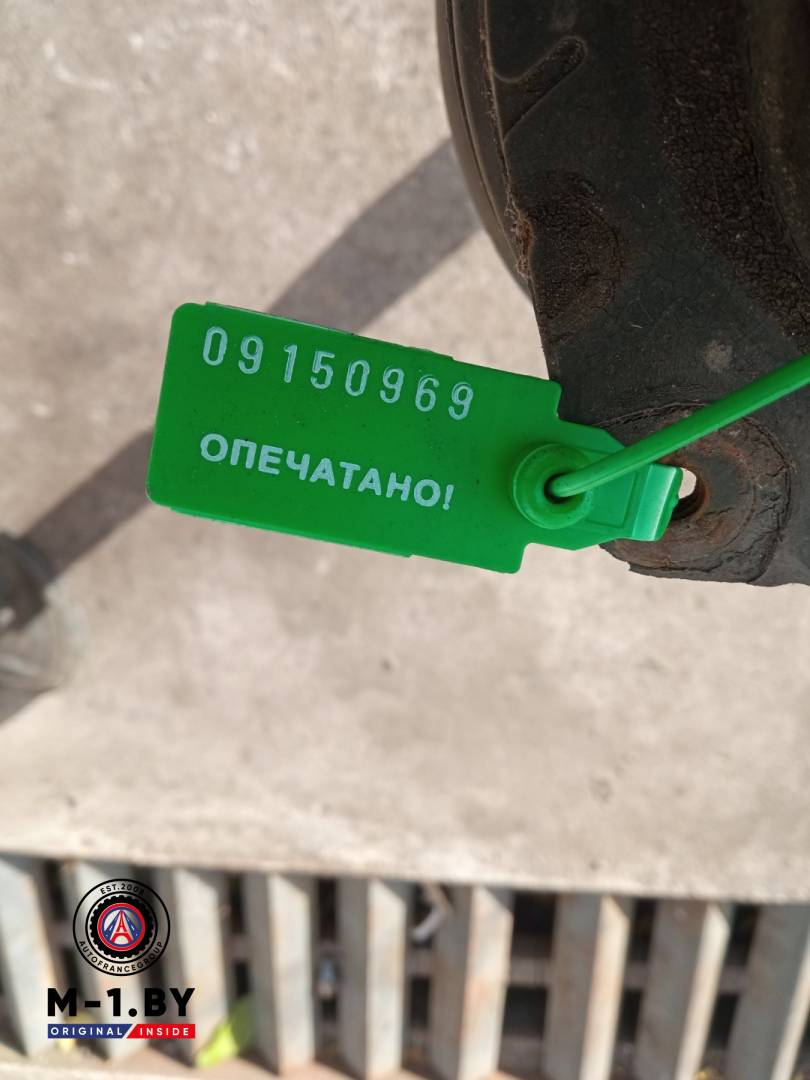 09150969
ОПЕЧАТАНО!
EST.2008
AUTOFRANCEGROUP
M-1.BY
ORIGINAL INSIDE